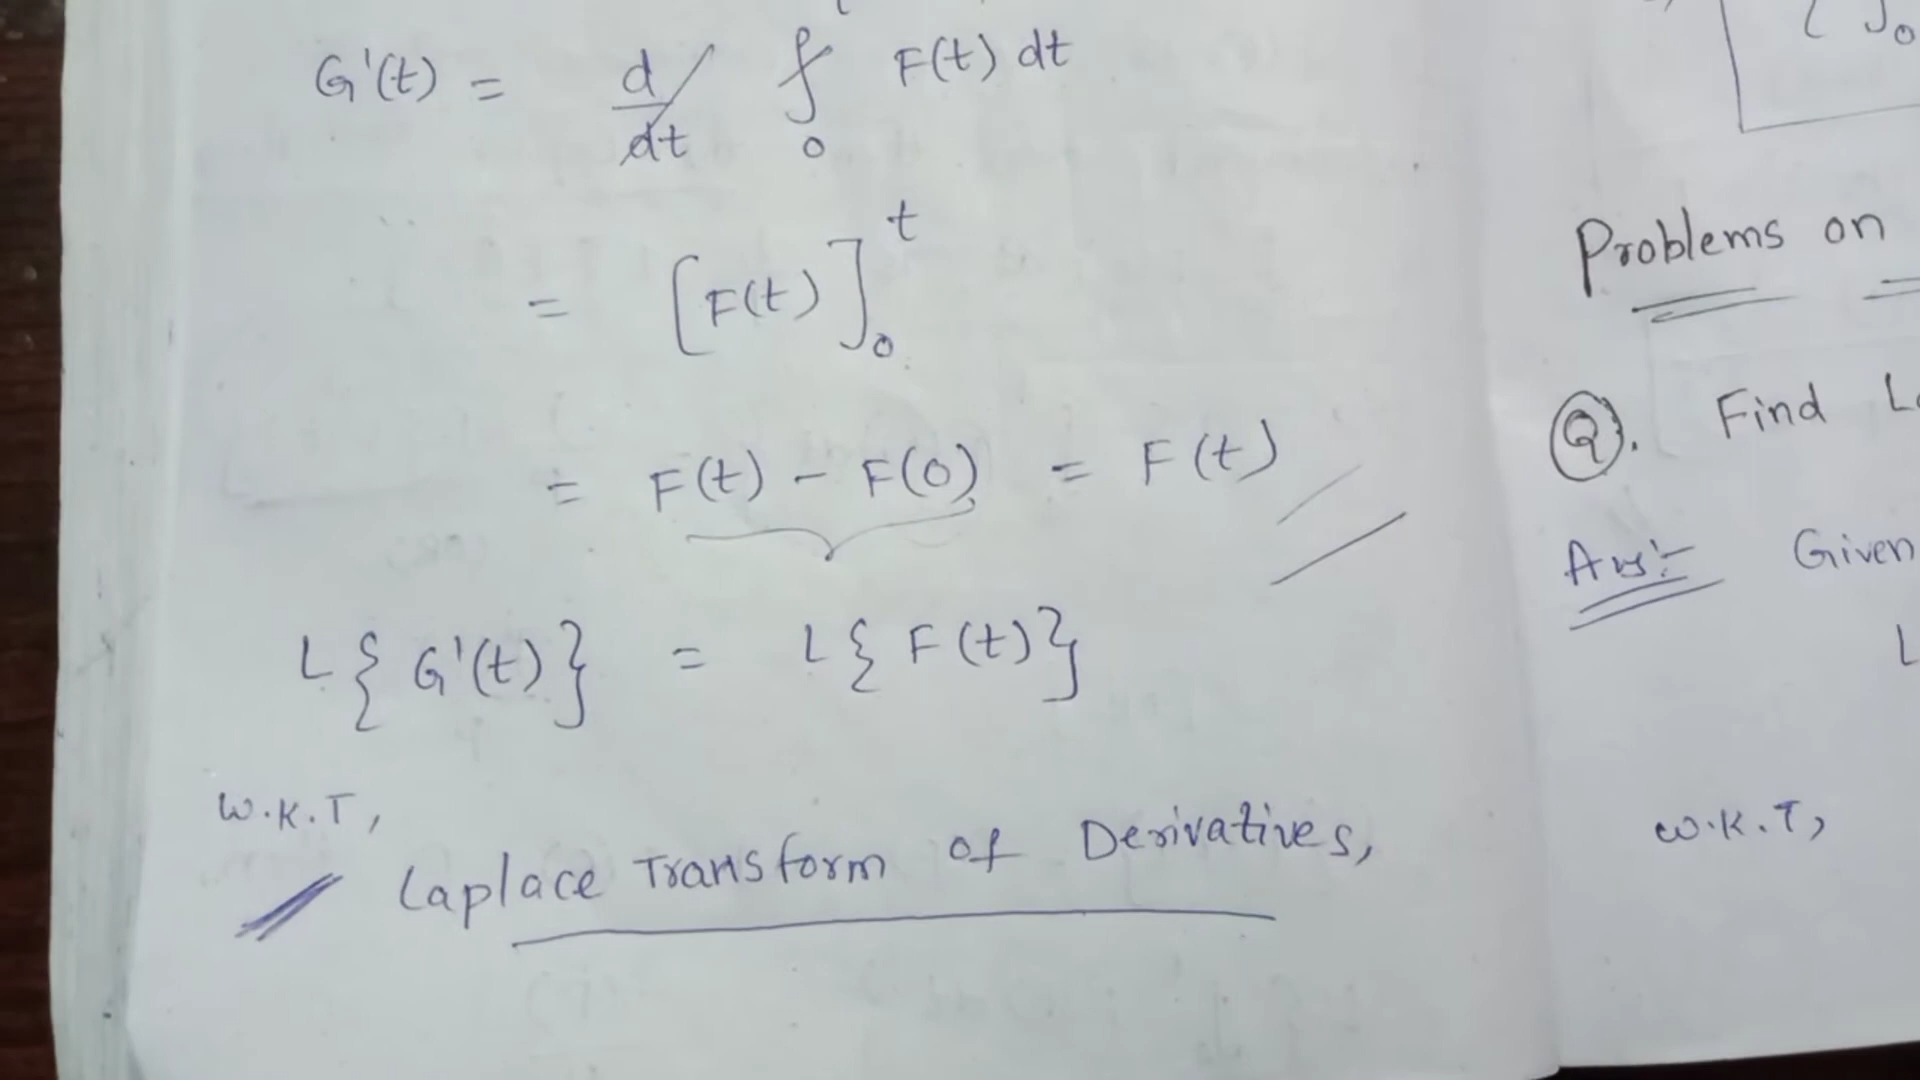 G'(t) = d/dt ∫₀ F(t) dt
= [F(t)]₀ᵗ
= F(t) - F(0) = F(t)
L{G'(t)} = L{F(t)}
W.K.T,
Laplace Transform of Derivatives,
Problems on
Q. Find
Ans:- Given
L
W.K.T,